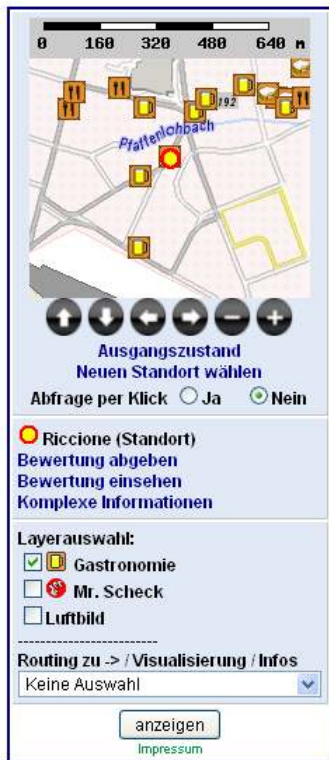 0 160 320 480 640 m
192
Pfaffenlohbach
Ausgangszustand
Neuen Standort wählen
Abfrage per Klick Ja Nein
Riccione (Standort)
Bewertung abgeben
Bewertung einsehen
Komplexe Informationen
Layerauswahl:
Gastronomie
Mr. Scheck
Luftbild
------------------------
Routing zu -> / Visualisierung / Infos
Keine Auswahl
anzeigen
Impressum